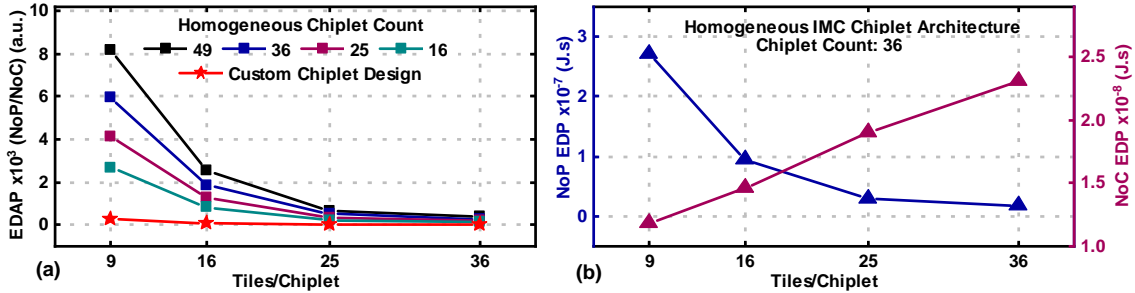 Homogeneous Chiplet Count
49 36 25 16
Custom Chiplet Design
EDAP x10³ (NoP/NoC) (a.u.)
10
8
6
4
2
0
9 16 25 36
Tiles/Chiplet
(a)
Homogeneous IMC Chiplet Architecture
Chiplet Count: 36
NoP EDP x10⁻⁷ (J.s)
3
2
1
0
NoC EDP x10⁻⁸ (J.s)
2.5
2.0
1.5
1.0
9 16 25 36
Tiles/Chiplet
(b)